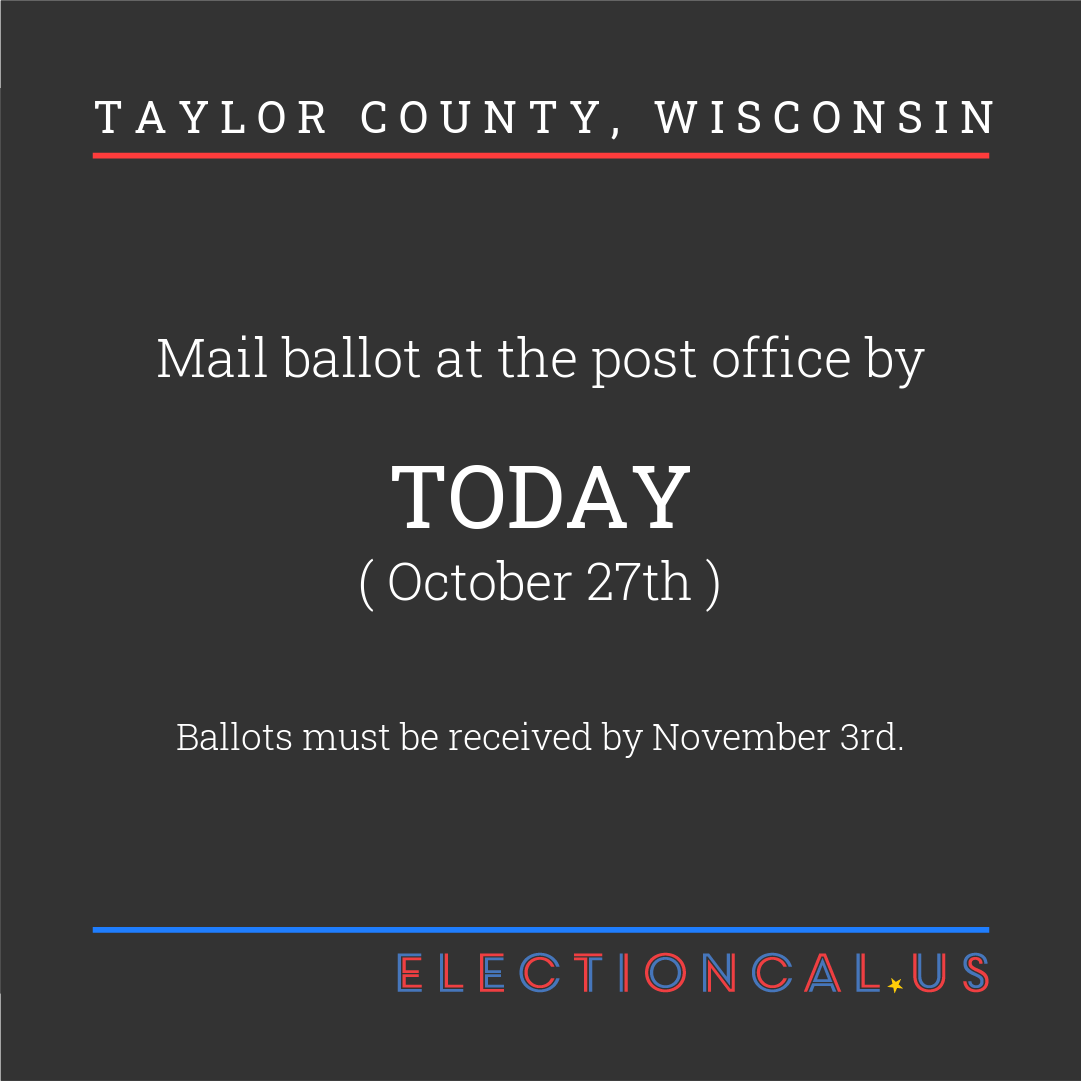 TAYLOR COUNTY, WISCONSIN
Mail ballot at the post office by
TODAY
( October 27th )
Ballots must be received by November 3rd.
ELECTIONCAL.US